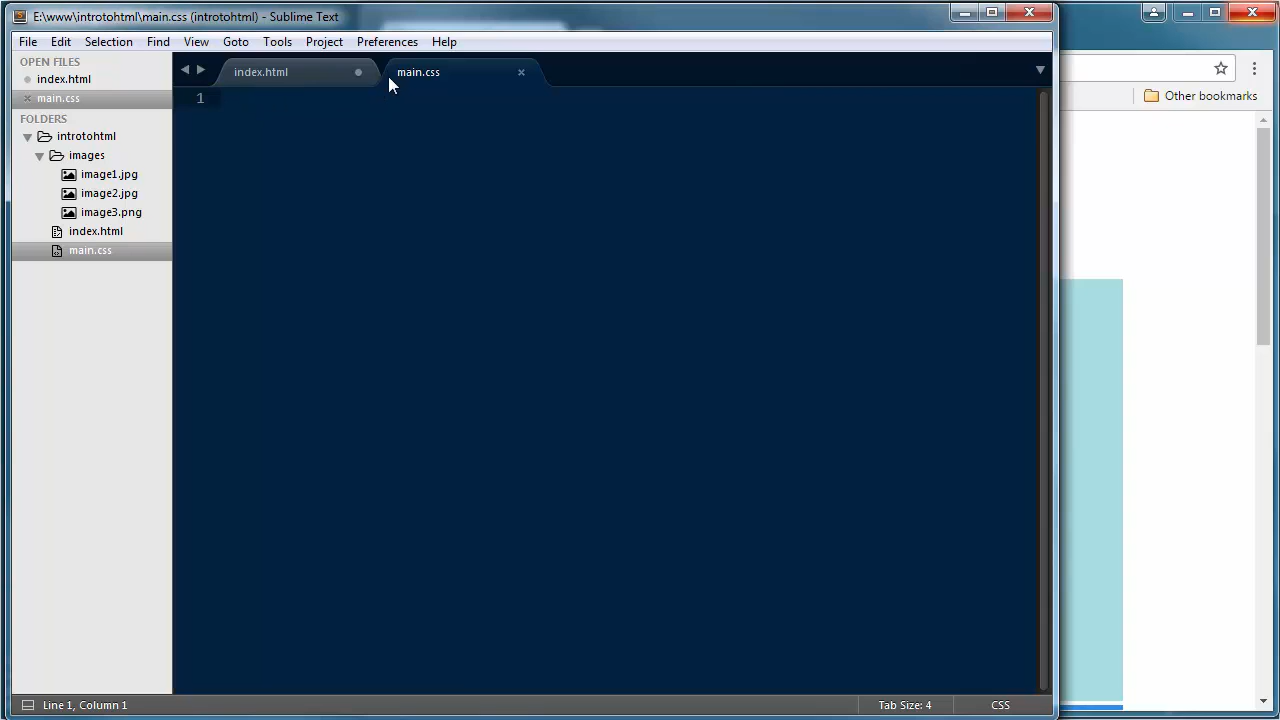 E:\www\introtohtml\main.css (introtohtml) - Sublime Text
File Edit Selection Find View Goto Tools Project Preferences Help
OPEN FILES
index.html
main.css
FOLDERS
introtohtml
images
image1.jpg
image2.jpg
image3.png
index.html
main.css
index.html main.css
1
Other bookmarks
Line 1, Column 1 Tab Size: 4 CSS